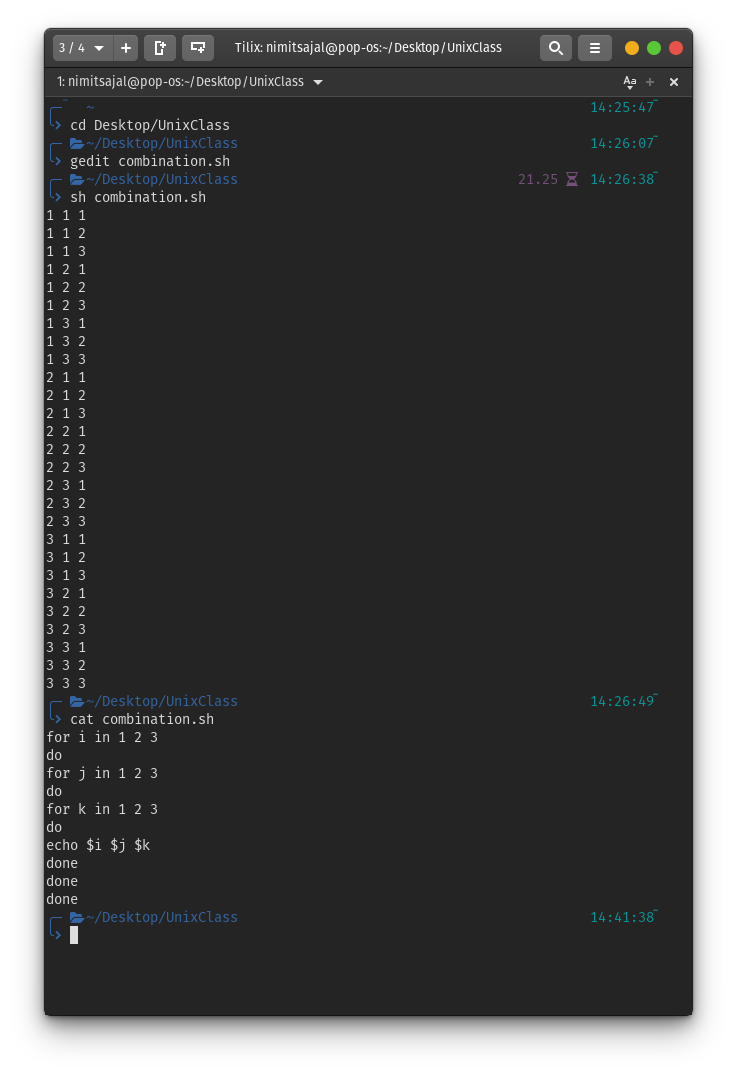 3 / 4
Tilix: nimitsajal@pop-os:~/Desktop/UnixClass
1: nimitsajal@pop-os:~/Desktop/UnixClass
Aa
~ 14:25:47
cd Desktop/UnixClass
~/Desktop/UnixClass 14:26:07
gedit combination.sh
~/Desktop/UnixClass 21.25 14:26:38
sh combination.sh
1 1 1
1 1 2
1 1 3
1 2 1
1 2 2
1 2 3
1 3 1
1 3 2
1 3 3
2 1 1
2 1 2
2 1 3
2 2 1
2 2 2
2 2 3
2 3 1
2 3 2
2 3 3
3 1 1
3 1 2
3 1 3
3 2 1
3 2 2
3 2 3
3 3 1
3 3 2
3 3 3
~/Desktop/UnixClass 14:26:49
cat combination.sh
for i in 1 2 3
do
for j in 1 2 3
do
for k in 1 2 3
do
echo $i $j $k
done
done
done
~/Desktop/UnixClass 14:41:38